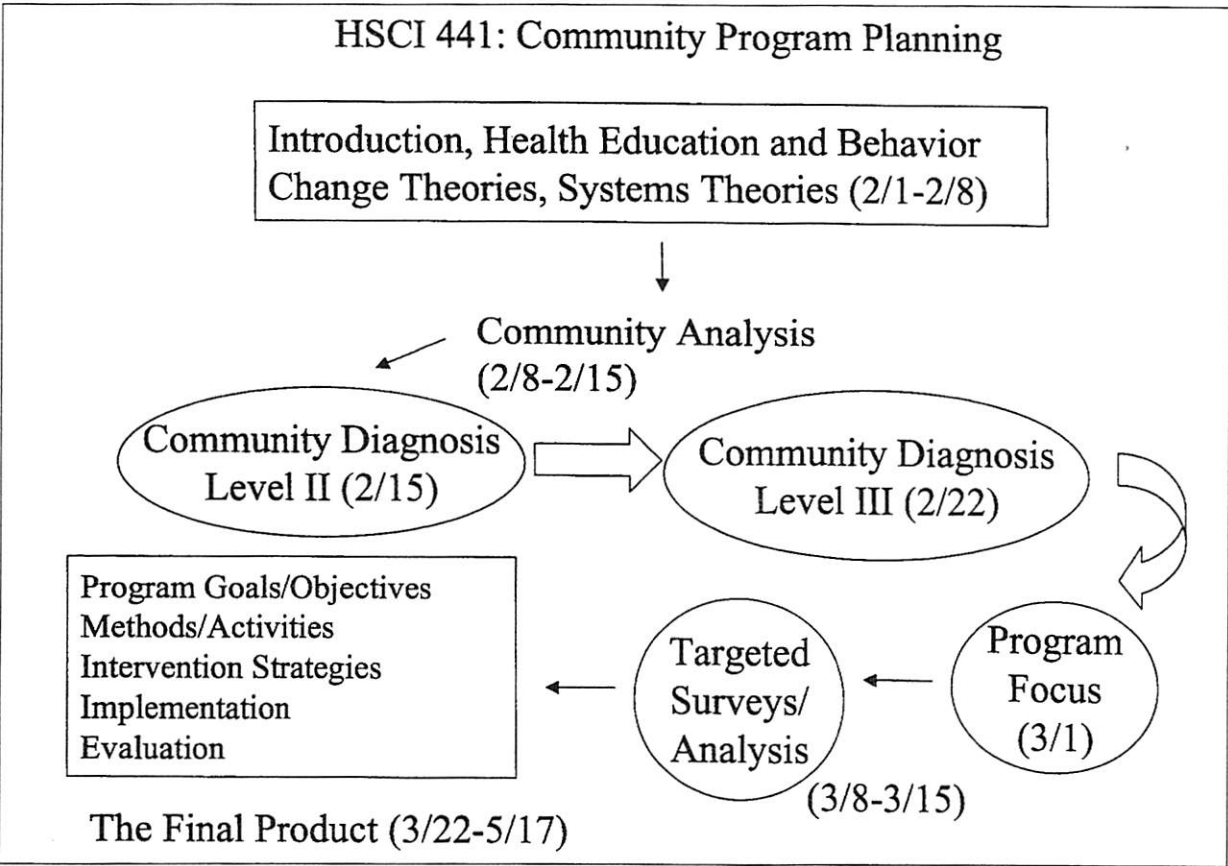 HSCI 441: Community Program Planning
Introduction, Health Education and Behavior
Change Theories, Systems Theories (2/1-2/8)
Community Analysis
(2/8-2/15)
Community Diagnosis
Level II (2/15)
Community Diagnosis
Level III (2/22)
Program
Focus
(3/1)
Targeted
Surveys/
Analysis
(3/8-3/15)
Program Goals/Objectives
Methods/Activities
Intervention Strategies
Implementation
Evaluation
The Final Product (3/22-5/17)